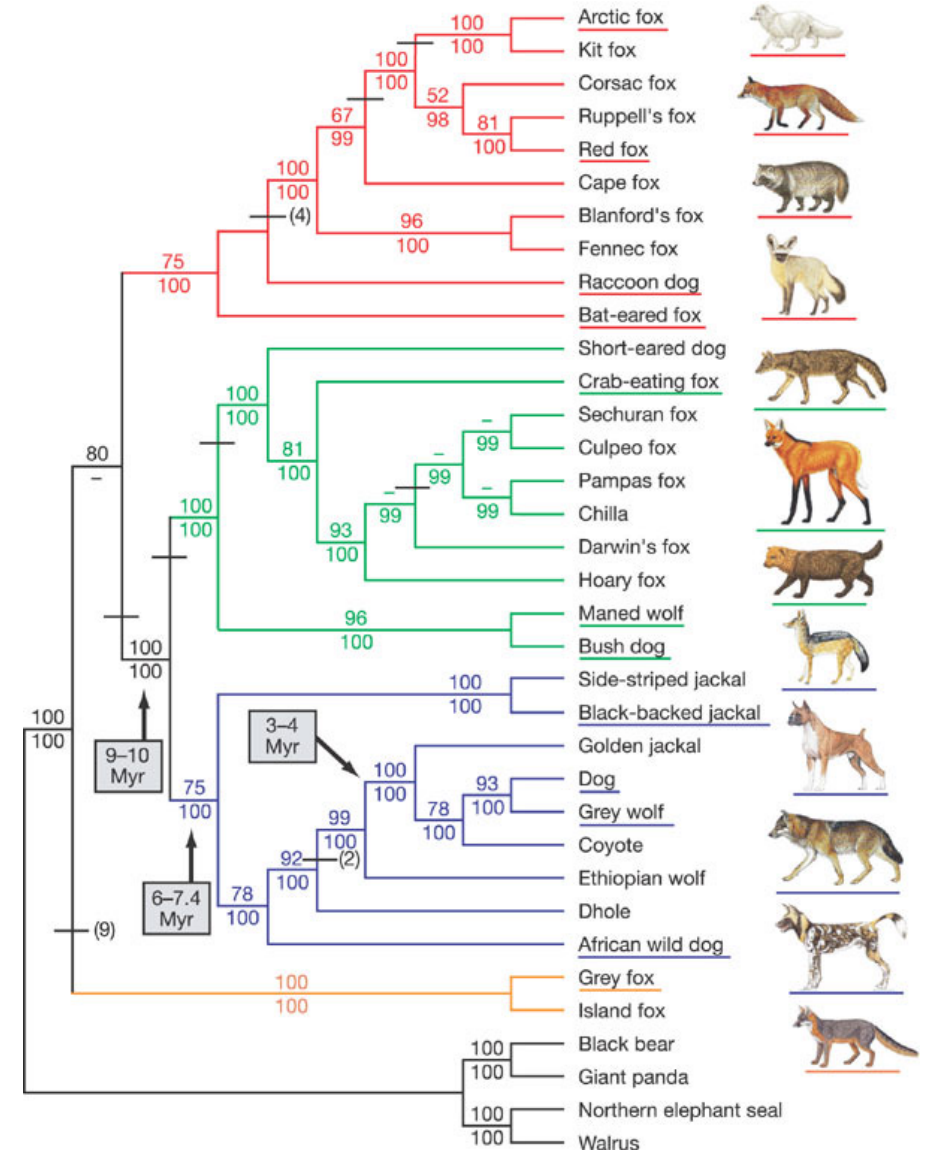 100
100
Arctic fox
Kit fox
100
100
Corsac fox
52
98
Ruppell's fox
81
100
Red fox
67
99
Cape fox
100
100
(4)
96
100
Blanford's fox
Fennec fox
75
100
Raccoon dog
Bat-eared fox
Short-eared dog
100
100
Crab-eating fox
81
100
Sechuran fox
–
99
Culpeo fox
–
99
Pampas fox
–
99
Chilla
–
99
Darwin's fox
93
100
Hoary fox
80
–
100
100
96
100
Maned wolf
Bush dog
100
100
Side-striped jackal
100
100
Black-backed jackal
100
100
9–10
Myr
3–4
Myr
Golden jackal
100
100
Dog
93
100
Grey wolf
78
100
Coyote
75
100
99
100
(2)
Ethiopian wolf
92
100
Dhole
6–7.4
Myr
78
100
African wild dog
(9)
100
100
Grey fox
Island fox
Black bear
100
100
Giant panda
Northern elephant seal
100
100
Walrus